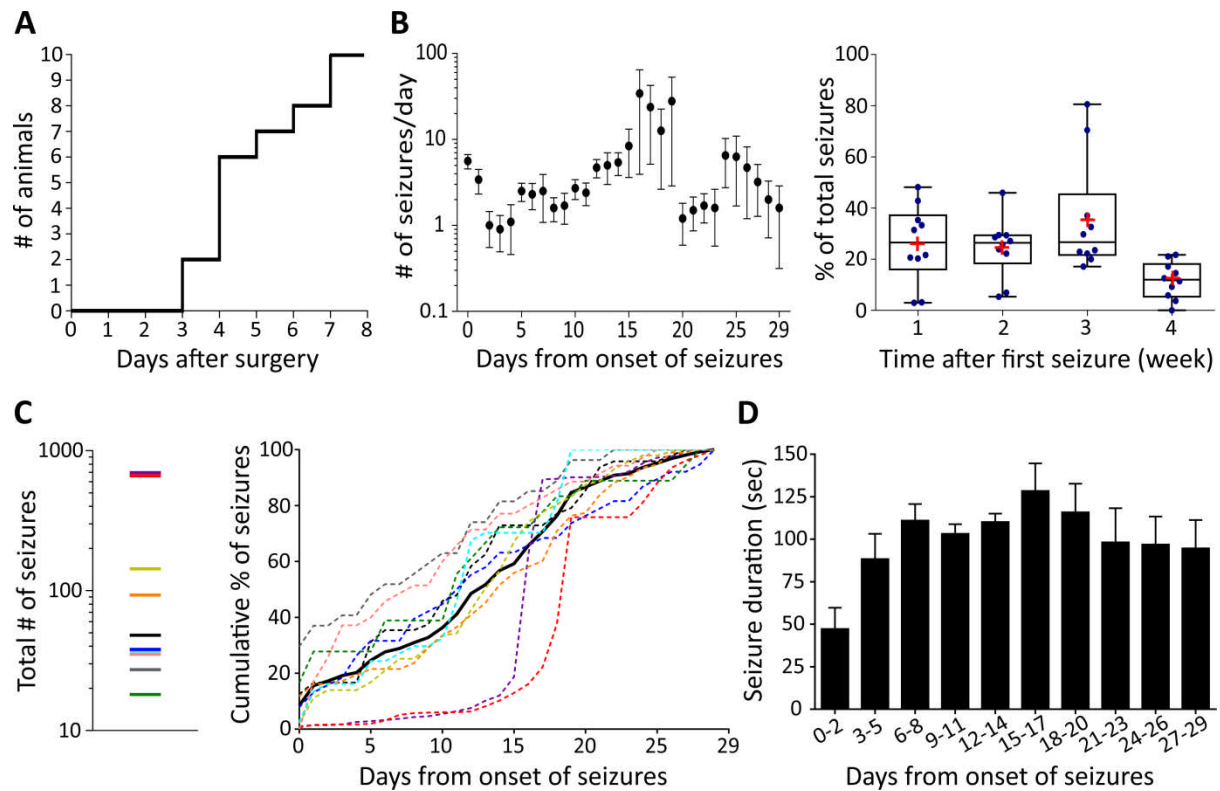 A
# of animals
10
9
8
7
6
5
4
3
2
1
0
0 1 2 3 4 5 6 7 8
Days after surgery
B
# of seizures/day
100
10
1
0.1
0 5 10 15 20 25 29
Days from onset of seizures
% of total seizures
100
80
60
40
20
0
1 2 3 4
Time after first seizure (week)
C
Total # of seizures
1000
100
10
Cumulative % of seizures
100
80
60
40
20
0
0 5 10 15 20 25 29
Days from onset of seizures
D
Seizure duration (sec)
150
125
100
75
50
25
0
0-2 3-5 6-8 9-11 12-14 15-17 18-20 21-23 24-26 27-29
Days from onset of seizures